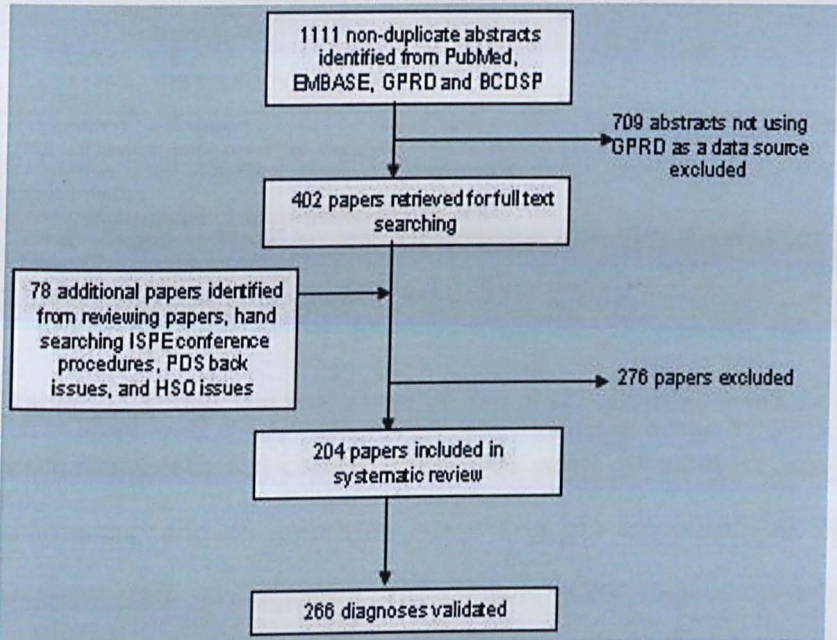 1111 non-duplicate abstracts
identified from PubMed,
EMBASE, GPRD and BCDSP
709 abstracts not using
GPRD as a data source
excluded
402 papers retrieved for full text
searching
78 additional papers identified
from reviewing papers, hand
searching ISPE conference
procedures, PDS back
issues, and HSQ issues
276 papers excluded
204 papers included in
systematic review
266 diagnoses validated